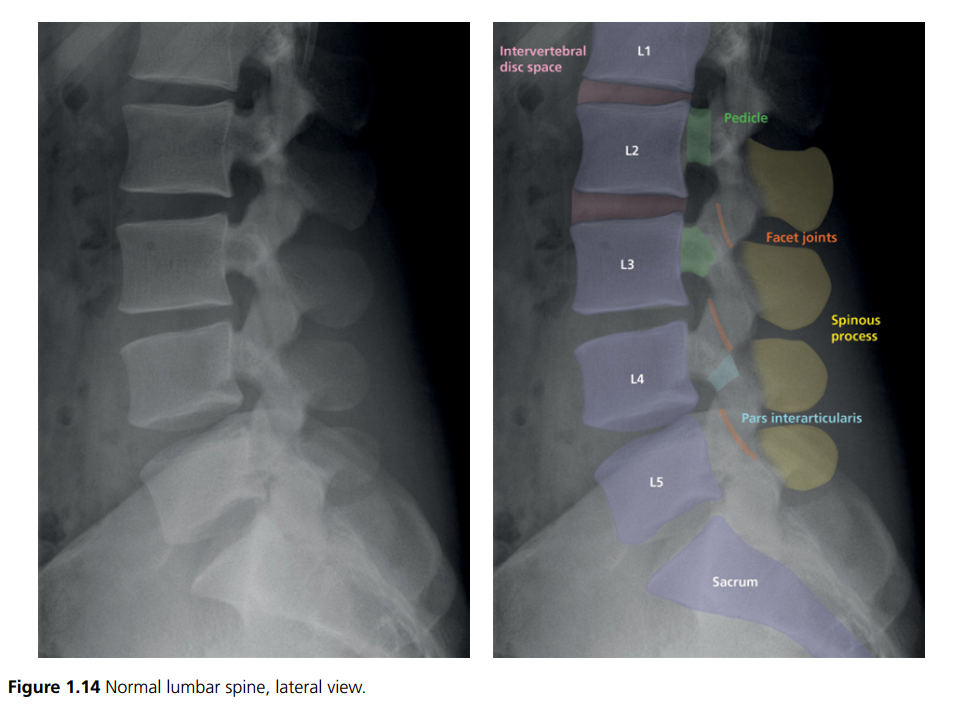 Intervertebral
disc space
L1
Pedicle
L2
Facet joints
L3
Spinous
process
L4
Pars interarticularis
L5
Sacrum
Figure 1.14 Normal lumbar spine, lateral view.